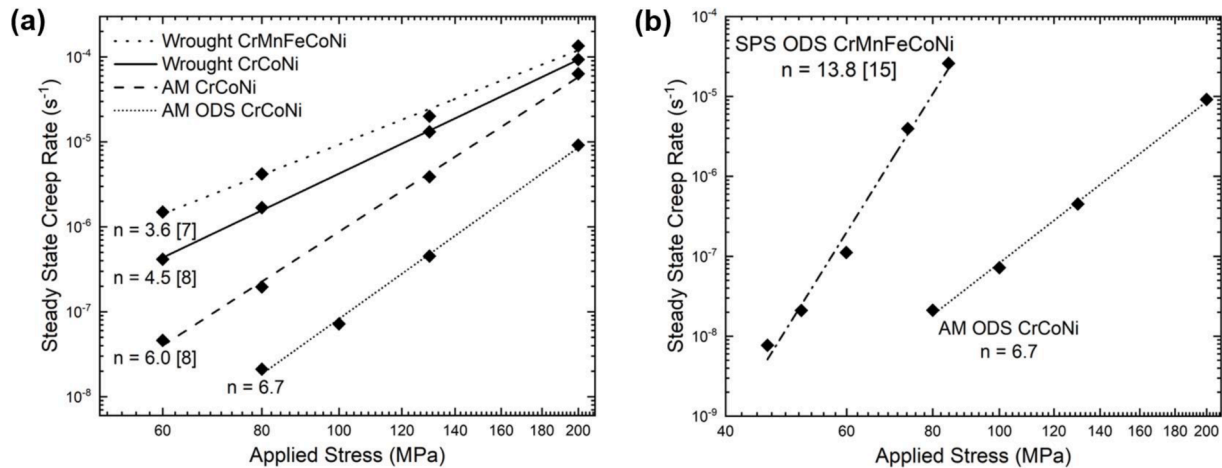 (a)
Wrought CrMnFeCoNi
Wrought CrCoNi
AM CrCoNi
AM ODS CrCoNi
Steady State Creep Rate (s⁻¹)
10⁻⁴
10⁻⁵
10⁻⁶
10⁻⁷
10⁻⁸
n = 3.6 [7]
n = 4.5 [8]
n = 6.0 [8]
n = 6.7
60 80 100 120 140 160 180 200
Applied Stress (MPa)
(b)
SPS ODS CrMnFeCoNi
n = 13.8 [15]
Steady State Creep Rate (s⁻¹)
10⁻⁴
10⁻⁵
10⁻⁶
10⁻⁷
10⁻⁸
10⁻⁹
AM ODS CrCoNi
n = 6.7
40 60 80 100 120 140 160 180 200
Applied Stress (MPa)